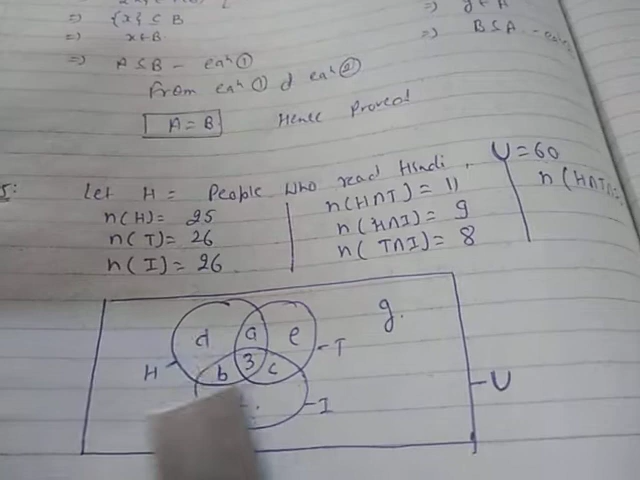 => {x} ⊆ B
=> x ∈ B
=> y ∈ A
=> B ⊆ A -
=> A ⊆ B - eqn ①
From eqn ① d eqn ②
A = B Hence Proved
5:
Let H = People who read Hindi, U = 60
n(H) = 25
n(T) = 26
n(I) = 26
n(H∩T) = 11
n(H∩I) = 9
n(T∩I) = 8
n(H∩T∩
d a e g.
H b 3 c T
I U